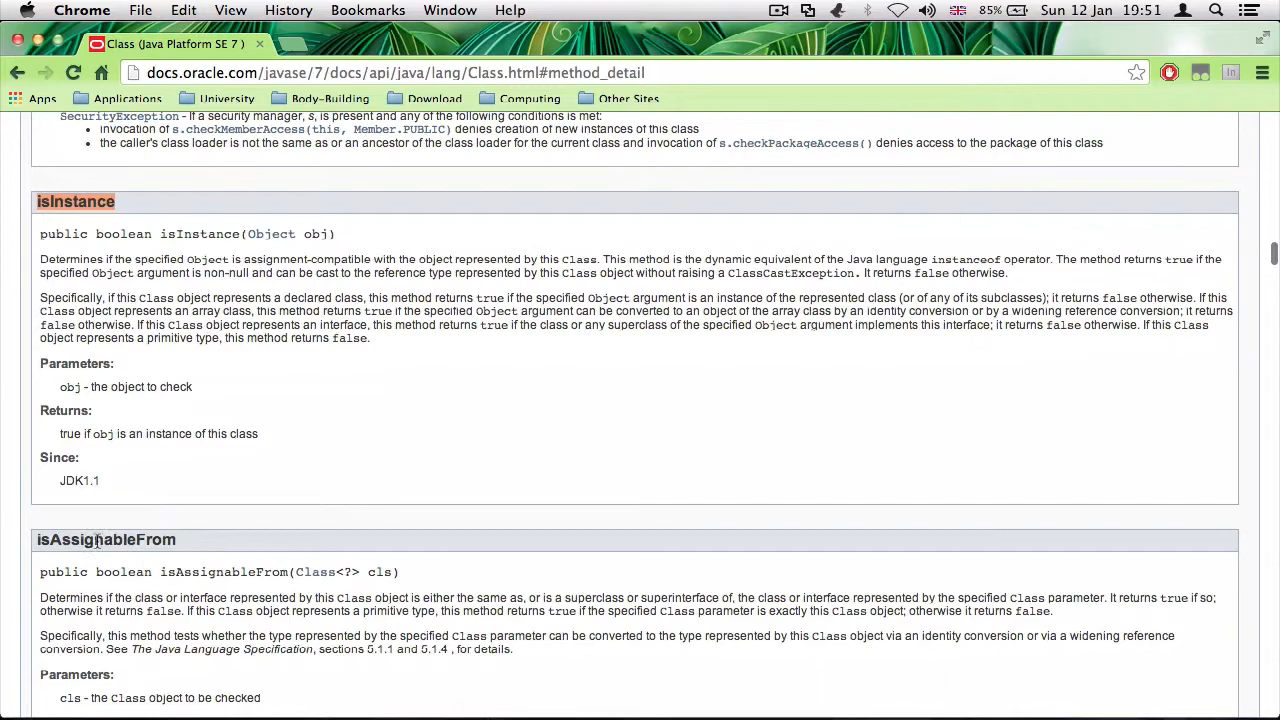 Chrome File Edit View History Bookmarks Window Help 85% Sun 12 Jan 19:51
Class (Java Platform SE 7 )
docs.oracle.com/javase/7/docs/api/java/lang/Class.html#method_detail
Apps Applications University Body-Building Download Computing Other Sites
SecurityException - If a security manager, s, is present and any of the following conditions is met:
• invocation of s.checkMemberAccess(this, Member.PUBLIC) denies creation of new instances of this class
• the caller's class loader is not the same as or an ancestor of the class loader for the current class and invocation of s.checkPackageAccess() denies access to the package of this class
isInstance
public boolean isInstance(Object obj)
Determines if the specified Object is assignment-compatible with the object represented by this Class. This method is the dynamic equivalent of the Java language instanceof operator. The method returns true if the
specified Object argument is non-null and can be cast to the reference type represented by this Class object without raising a ClassCastException. It returns false otherwise.
Specifically, if this Class object represents a declared class, this method returns true if the specified Object argument is an instance of the represented class (or of any of its subclasses); it returns false otherwise. If this
Class object represents an array class, this method returns true if the specified Object argument can be converted to an object of the array class by an identity conversion or by a widening reference conversion; it returns
false otherwise. If this Class object represents an interface, this method returns true if the class or any superclass of the specified Object argument implements this interface; it returns false otherwise. If this Class
object represents a primitive type, this method returns false.
Parameters:
obj - the object to check
Returns:
true if obj is an instance of this class
Since:
JDK1.1
isAssignableFrom
public boolean isAssignableFrom(Class<?> cls)
Determines if the class or interface represented by this Class object is either the same as, or is a superclass or superinterface of, the class or interface represented by the specified Class parameter. It returns true if so;
otherwise it returns false. If this Class object represents a primitive type, this method returns true if the specified Class parameter is exactly this Class object; otherwise it returns false.
Specifically, this method tests whether the type represented by the specified Class parameter can be converted to the type represented by this Class object via an identity conversion or via a widening reference
conversion. See The Java Language Specification, sections 5.1.1 and 5.1.4 , for details.
Parameters:
cls - the Class object to be checked